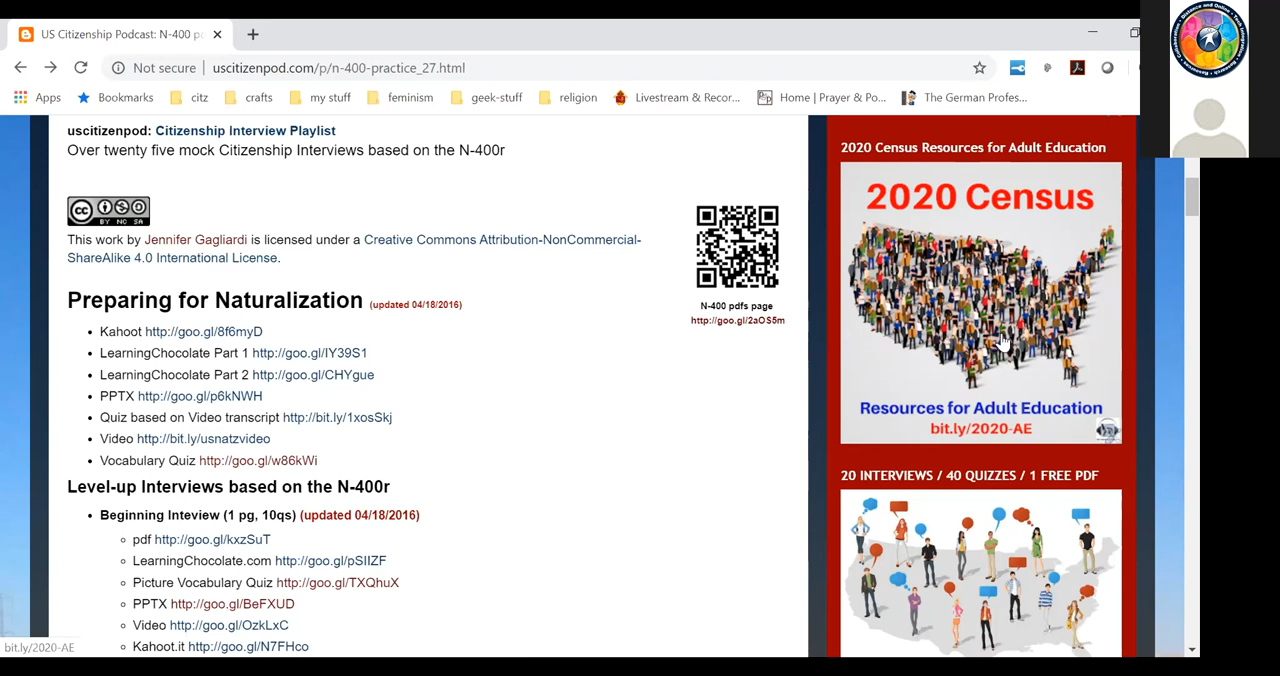 US Citizenship Podcast: N-400 po
Not secure
uscitizenpod.com/p/n-400-practice_27.html
Apps
Bookmarks
citz
crafts
my stuff
feminism
geek-stuff
religion
Livestream & Recor...
Home | Prayer & Po...
The German Profes...
uscitizenpod: Citizenship Interview Playlist
Over twenty five mock Citizenship Interviews based on the N-400r
CC BY NC SA
This work by Jennifer Gagliardi is licensed under a Creative Commons Attribution-NonCommercial-
ShareAlike 4.0 International License.
N-400 pdfs page
http://goo.gl/2aOS5m
Preparing for Naturalization (updated 04/18/2016)
• Kahoot http://goo.gl/8f6myD
• LearningChocolate Part 1 http://goo.gl/IY39S1
• LearningChocolate Part 2 http://goo.gl/CHYgue
• PPTX http://goo.gl/p6kNWH
• Quiz based on Video transcript http://bit.ly/1xosSkj
• Video http://bit.ly/usnatzvideo
• Vocabulary Quiz http://goo.gl/w86kWi
Level-up Interviews based on the N-400r
• Beginning Inteview (1 pg, 10qs) (updated 04/18/2016)
pdf http://goo.gl/kxzSuT
LearningChocolate.com http://goo.gl/pSIIZF
Picture Vocabulary Quiz http://goo.gl/TXQhuX
PPTX http://goo.gl/BeFXUD
Video http://goo.gl/OzkLxC
Kahoot.it http://goo.gl/N7FHco
bit.ly/2020-AE
2020 Census Resources for Adult Education
2020 Census
Resources for Adult Education
bit.ly/2020-AE
20 INTERVIEWS / 40 QUIZZES / 1 FREE PDF